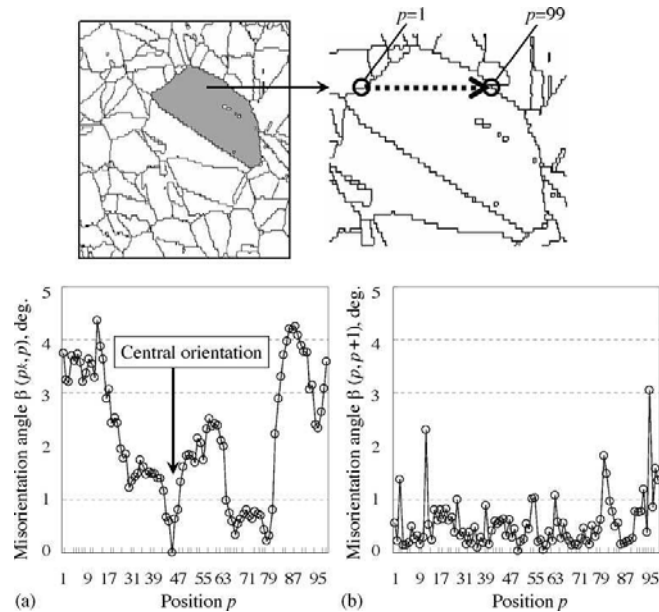 p=1
p=99
Misorientation angle β (pk, p), deg.
5
4
3
2
1
0
Central orientation
1 9 17 31 39 47 55 63 71 79 87 95
Position p
(a)
Misorientation angle β (p, p+1), deg.
5
4
3
2
1
0
1 9 17 31 39 47 55 63 71 79 87 95
Position p
(b)